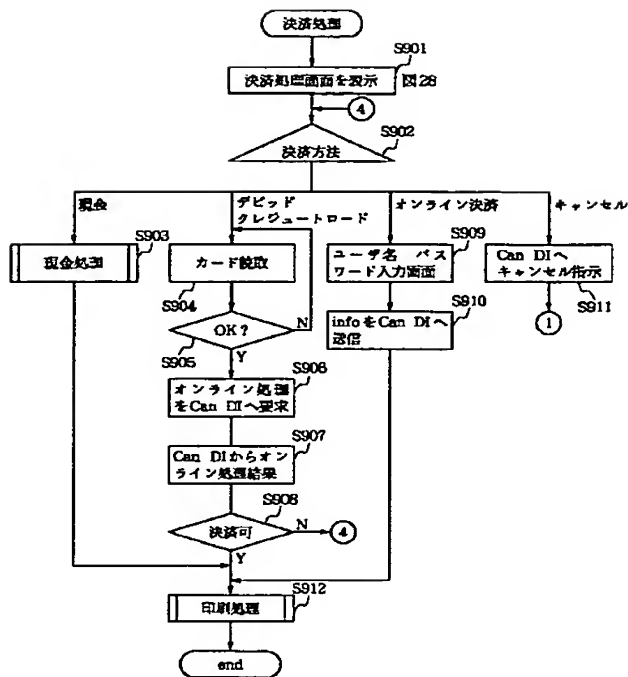 決済処理
S901
決済処理画面を表示 図28
4
S902
決済方法
現金
デビッド
クレジュートロード
オンライン決済
キャンセル
S903
現金処理
カード読取
S904
S909
ユーザ名 パス
ワード入力画面
Can DIへ
キャンセル指示
S911
1
OK?
N
S905
Y
S910
infoをCan DIへ
送信
S906
オンライン処理
をCan DIへ要求
S907
Can DIからオン
ライン処理結果
S908
決済可
N
4
Y
S912
印刷処理
end